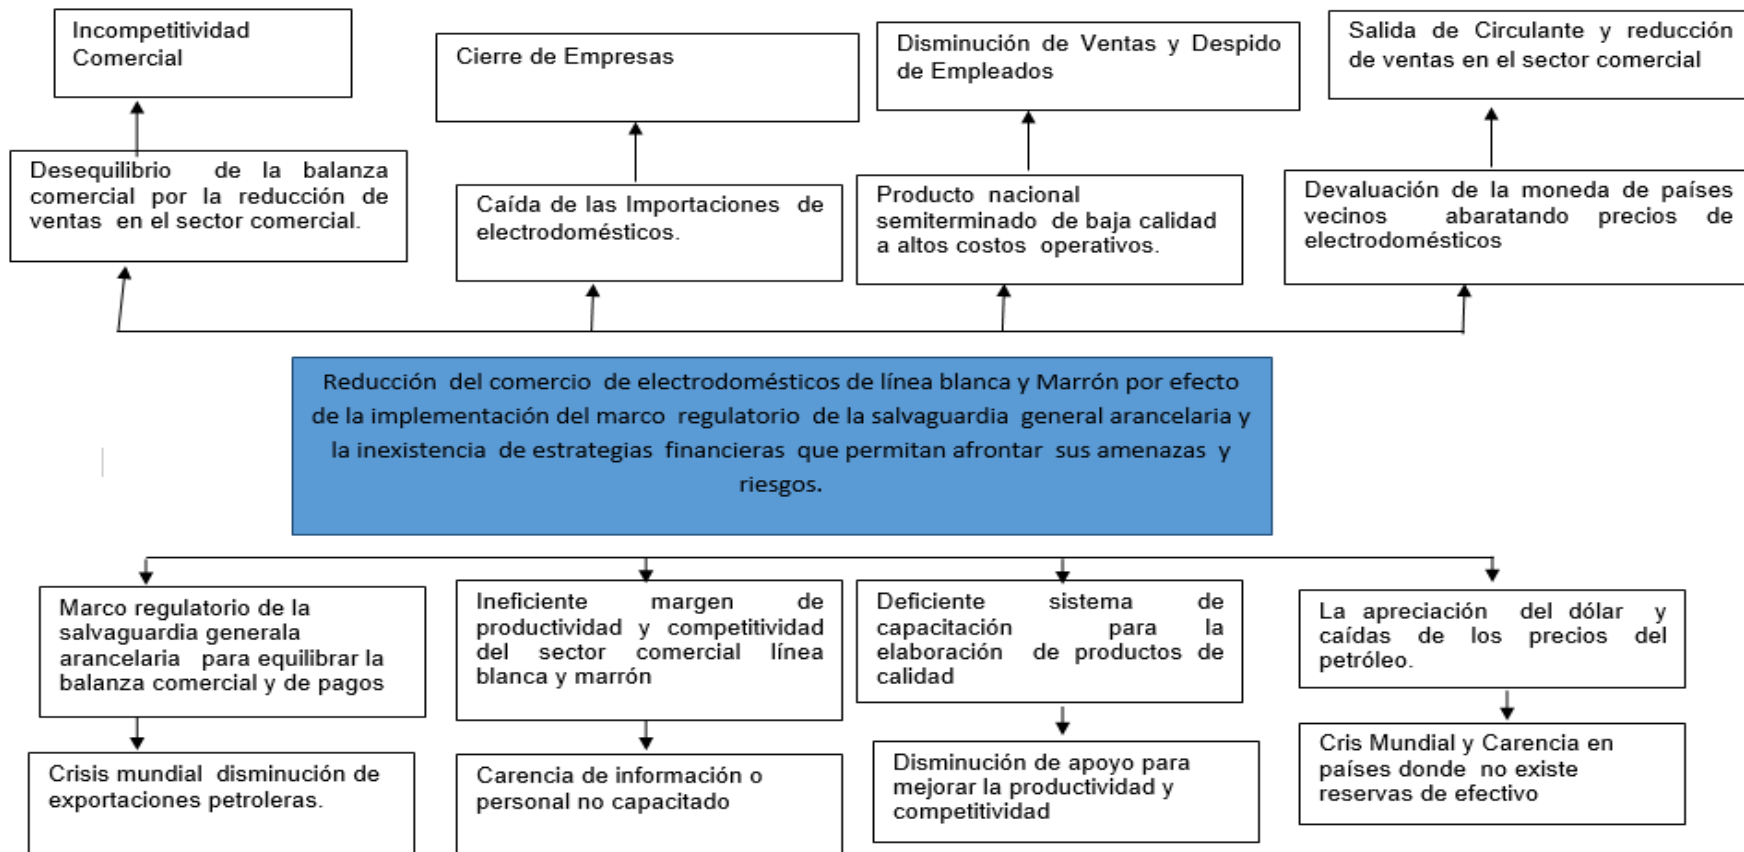 Incompetitividad
Comercial
Cierre de Empresas
Disminución de Ventas y Despido
de Empleados
Salida de Circulante y reducción
de ventas en el sector comercial
Desequilibrio de la balanza
comercial por la reducción de
ventas en el sector comercial.
Caída de las Importaciones de
electrodomésticos.
Producto nacional
semiterminado de baja calidad
a altos costos operativos.
Devaluación de la moneda de países
vecinos abaratando precios de
electrodomésticos
Reducción del comercio de electrodomésticos de línea blanca y Marrón por efecto
de la implementación del marco regulatorio de la salvaguardia general arancelaria y
la inexistencia de estrategias financieras que permitan afrontar sus amenazas y
riesgos.
Marco regulatorio de la
salvaguardia generala
arancelaria para equilibrar la
balanza comercial y de pagos
Ineficiente margen de
productividad y competitividad
del sector comercial línea
blanca y marrón
Deficiente sistema de
capacitación para la
elaboración de productos de
calidad
La apreciación del dólar y
caídas de los precios del
petróleo.
Crisis mundial disminución de
exportaciones petroleras.
Carencia de información o
personal no capacitado
Disminución de apoyo para
mejorar la productividad y
competitividad
Cris Mundial y Carencia en
países donde no existe
reservas de efectivo